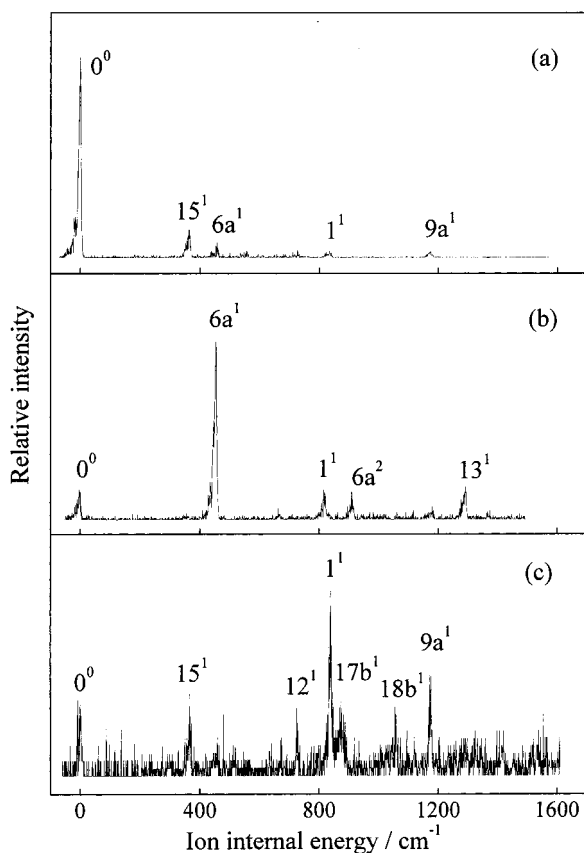 (a)
0⁰
15¹
6a¹
1¹
9a¹
(b)
6a¹
0⁰
1¹
6a²
13¹
(c)
1¹
0⁰
15¹
12¹
17b¹
18b¹
9a¹
Relative intensity
0 400 800 1200 1600
Ion internal energy / cm⁻¹